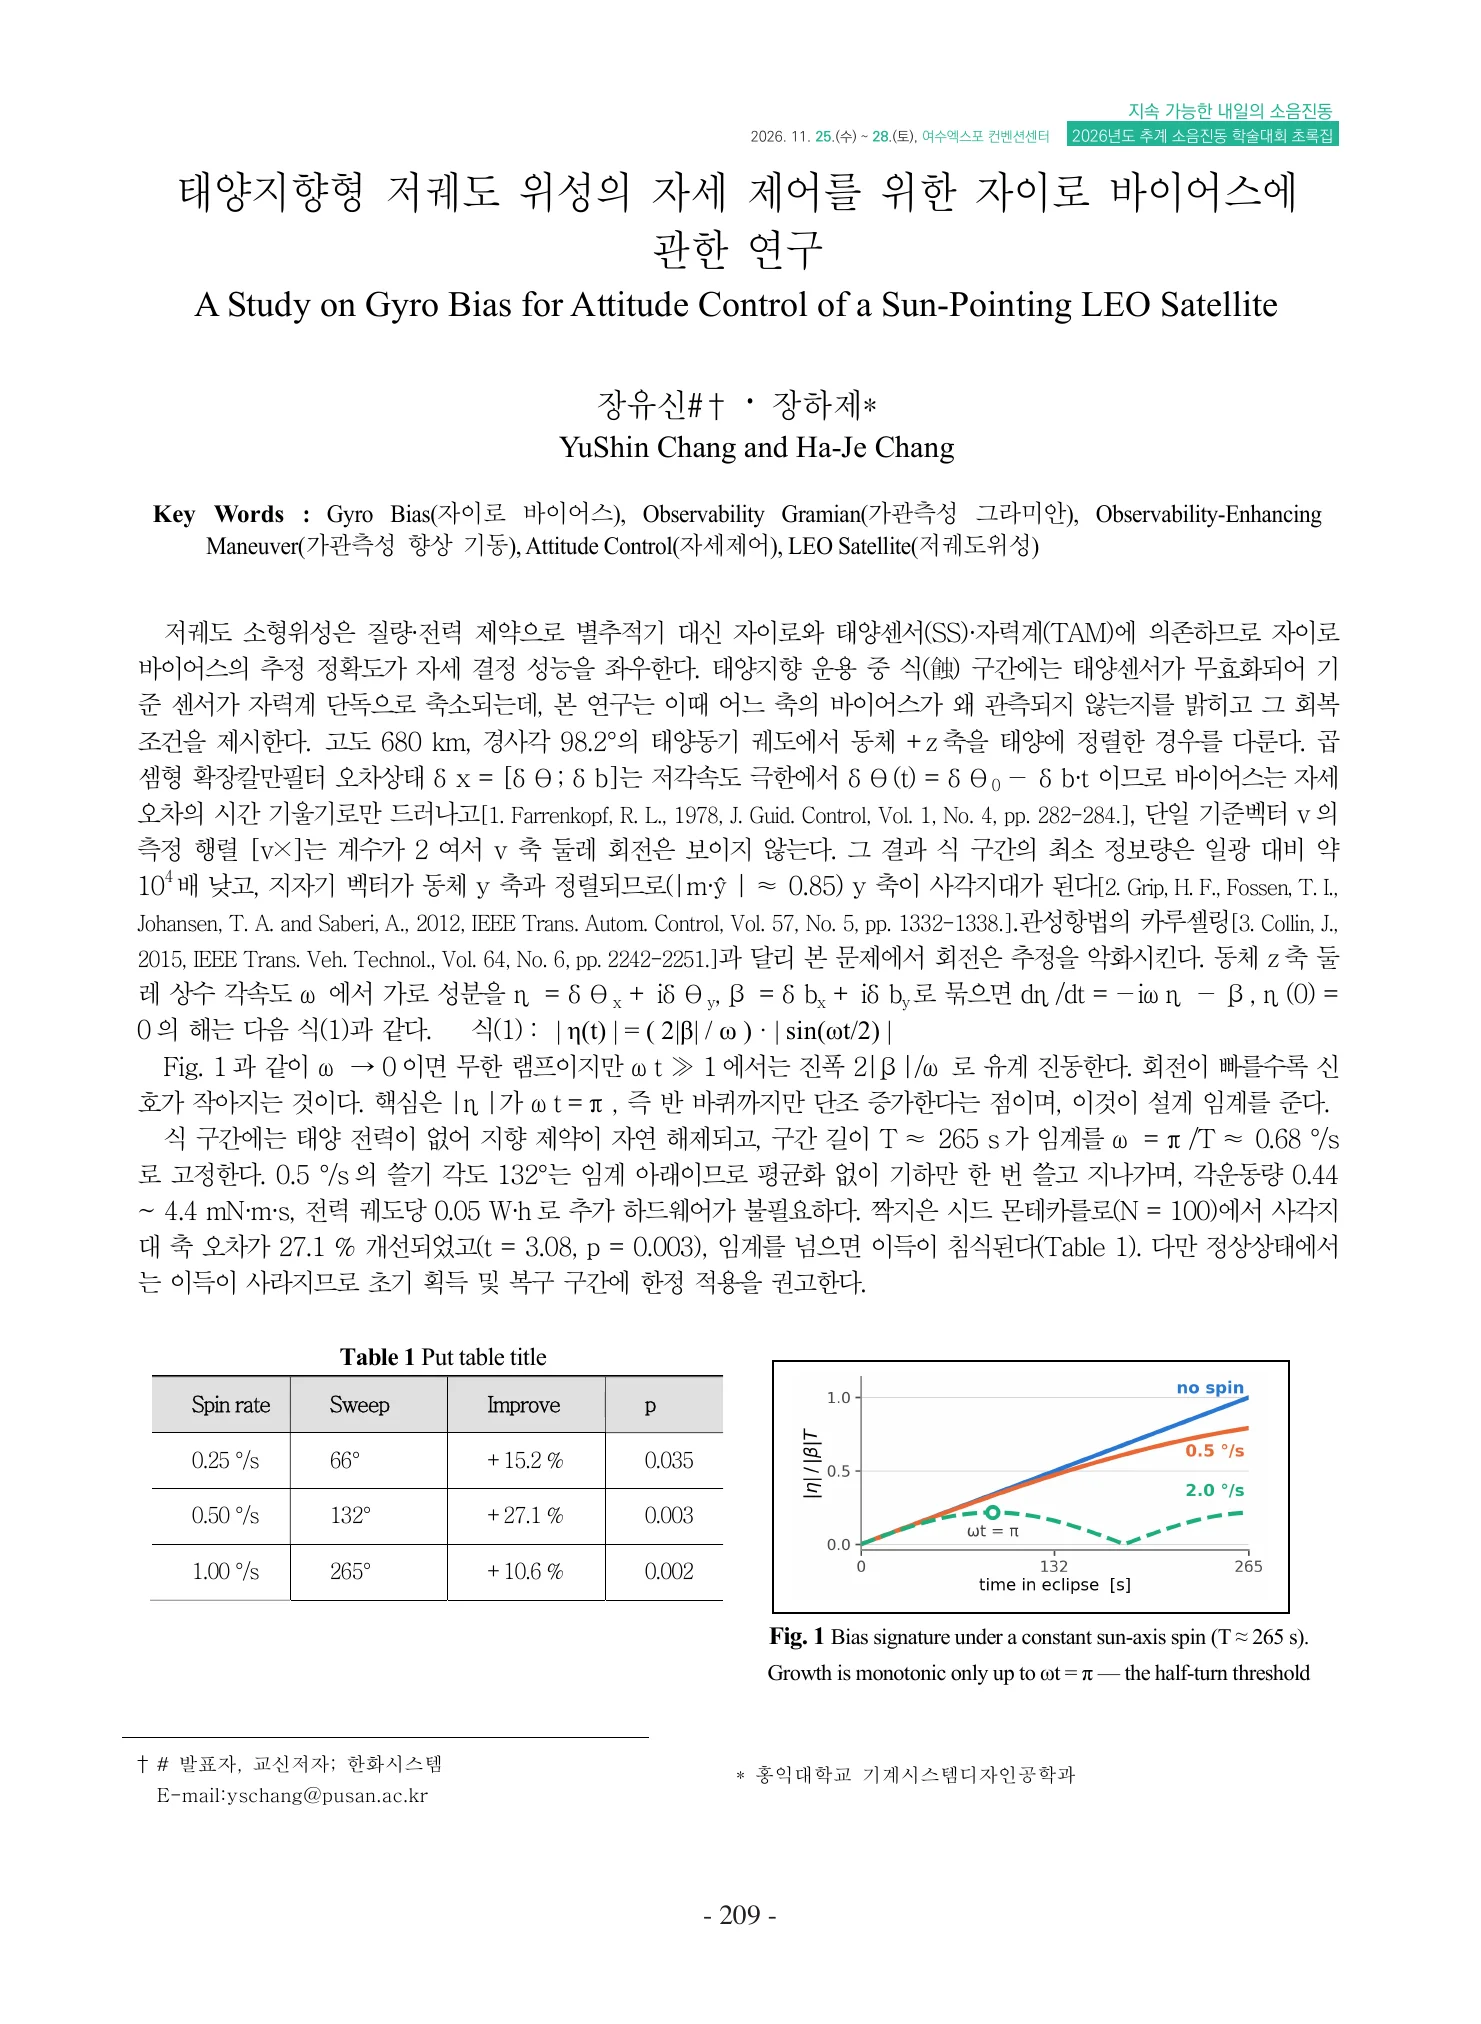 지속 가능한 내일의 소음진동
2026. 11. 25.(수) ~ 28.(토), 여수엑스포 컨벤션센터 2026년도 추계 소음진동 학술대회 초록집
태양지향형 저궤도 위성의 자세 제어를 위한 자이로 바이어스에
관한 연구
A Study on Gyro Bias for Attitude Control of a Sun-Pointing LEO Satellite
장유신#† · 장하제*
YuShin Chang and Ha-Je Chang
Key Words : Gyro Bias(자이로 바이어스), Observability Gramian(가관측성 그라미안), Observability-Enhancing
Maneuver(가관측성 향상 기동), Attitude Control(자세제어), LEO Satellite(저궤도위성)
저궤도 소형위성은 질량·전력 제약으로 별추적기 대신 자이로와 태양센서(SS)·자력계(TAM)에 의존하므로 자이로
바이어스의 추정 정확도가 자세 결정 성능을 좌우한다. 태양지향 운용 중 식(蝕) 구간에는 태양센서가 무효화되어 기
준 센서가 자력계 단독으로 축소되는데, 본 연구는 이때 어느 축의 바이어스가 왜 관측되지 않는지를 밝히고 그 회복
조건을 제시한다. 고도 680 km, 경사각 98.2°의 태양동기 궤도에서 동체 +z 축을 태양에 정렬한 경우를 다룬다. 곱
셈형 확장칼만필터 오차상태 δx = [δθ; δb]는 저각속도 극한에서 δθ(t) = δθ₀ − δb·t 이므로 바이어스는 자세
오차의 시간 기울기로만 드러나고[1. Farrenkopf, R. L., 1978, J. Guid. Control, Vol. 1, No. 4, pp. 282-284.], 단일 기준벡터 v 의
측정 행렬 [v×]는 계수가 2 여서 v 축 둘레 회전은 보이지 않는다. 그 결과 식 구간의 최소 정보량은 일광 대비 약
10⁴ 배 낮고, 지자기 벡터가 동체 y 축과 정렬되므로(|m·ŷ| ≈ 0.85) y 축이 사각지대가 된다[2. Grip, H. F., Fossen, T. I.,
Johansen, T. A. and Saberi, A., 2012, IEEE Trans. Autom. Control, Vol. 57, No. 5, pp. 1332-1338.].관성항법의 카루셀링[3. Collin, J.,
2015, IEEE Trans. Veh. Technol., Vol. 64, No. 6, pp. 2242-2251.]과 달리 본 문제에서 회전은 추정을 악화시킨다. 동체 z 축 둘
레 상수 각속도 ω 에서 가로 성분을 η = δθₓ + iδθ_y, β = δbₓ + iδb_y로 묶으면 dη/dt = −iωη − β, η(0) =
0 의 해는 다음 식(1)과 같다. 식(1) : | η(t) | = ( 2|β| / ω ) · | sin(ωt/2) |
Fig. 1 과 같이 ω → 0 이면 무한 램프이지만 ωt ≫ 1 에서는 진폭 2|β|/ω 로 유계 진동한다. 회전이 빠를수록 신
호가 작아지는 것이다. 핵심은 |η|가 ωt = π, 즉 반 바퀴까지만 단조 증가한다는 점이며, 이것이 설계 임계를 준다.
식 구간에는 태양 전력이 없어 지향 제약이 자연 해제되고, 구간 길이 T ≈ 265 s 가 임계를 ω = π/T ≈ 0.68 °/s
로 고정한다. 0.5 °/s 의 쓸기 각도 132°는 임계 아래이므로 평균화 없이 기하만 한 번 쓸고 지나가며, 각운동량 0.44
~ 4.4 mN·m·s, 전력 궤도당 0.05 W·h 로 추가 하드웨어가 불필요하다. 짝지은 시드 몬테카를로(N = 100)에서 사각지
대 축 오차가 27.1 % 개선되었고(t = 3.08, p = 0.003), 임계를 넘으면 이득이 침식된다(Table 1). 다만 정상상태에서
는 이득이 사라지므로 초기 획득 및 복구 구간에 한정 적용을 권고한다.
Table 1 Put table title
Spin rate Sweep Improve p
0.25 °/s 66° +15.2 % 0.035
0.50 °/s 132° +27.1 % 0.003
1.00 °/s 265° +10.6 % 0.002
|η| / |β|T
1.0
0.5
0.0
no spin
0.5 °/s
2.0 °/s
ωt = π
0 132 265
time in eclipse [s]
Fig. 1 Bias signature under a constant sun-axis spin (T ≈ 265 s).
Growth is monotonic only up to ωt = π — the half-turn threshold
† # 발표자, 교신저자; 한화시스템
E-mail:yschang@pusan.ac.kr
* 홍익대학교 기계시스템디자인공학과
- 209 -